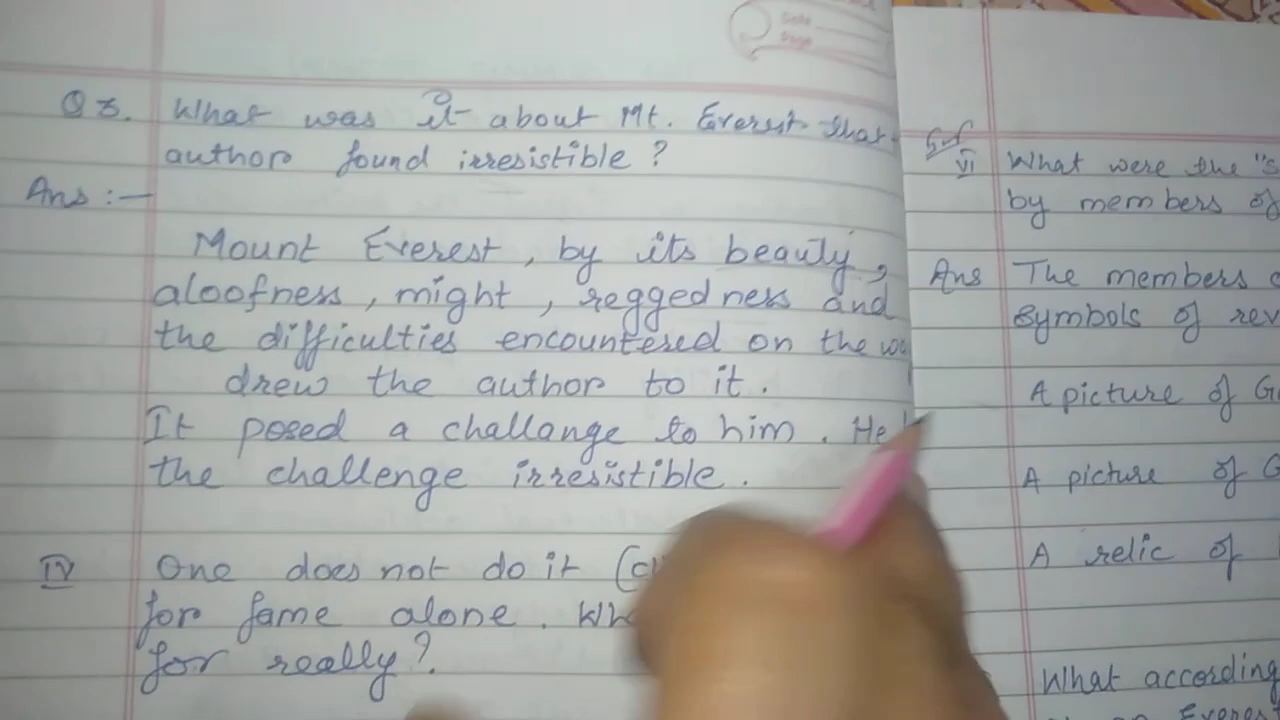 Date
Page
Q 3. What was it about Mt. Everest that
author found irresistible ?
Ans :-
Mount Everest, by its beauty,
aloofness, might, reggedness and
the difficulties encountered on the
drew the author to it.
It posed a challange to him. He
the challenge irresistible.
IV One does not do it
for fame alone.
for really?
VI What were the "s
by members of
Ans The members
symbols of rev
A picture of G
A picture of G
A relic of
What according